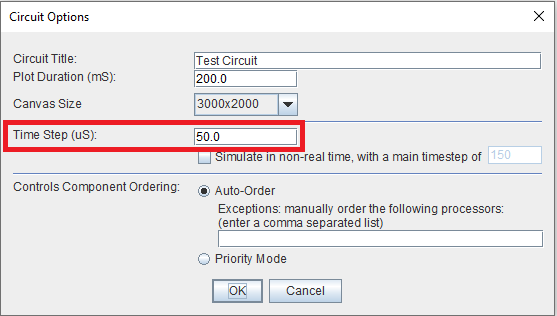 Circuit Options
Circuit Title: Test Circuit
Plot Duration (mS): 200.0
Canvas Size 3000x2000
Time Step (uS): 50.0
Simulate in non-real time, with a main timestep of 150
Controls Component Ordering: Auto-Order
Exceptions: manually order the following processors:
(enter a comma separated list)
Priority Mode
OK Cancel